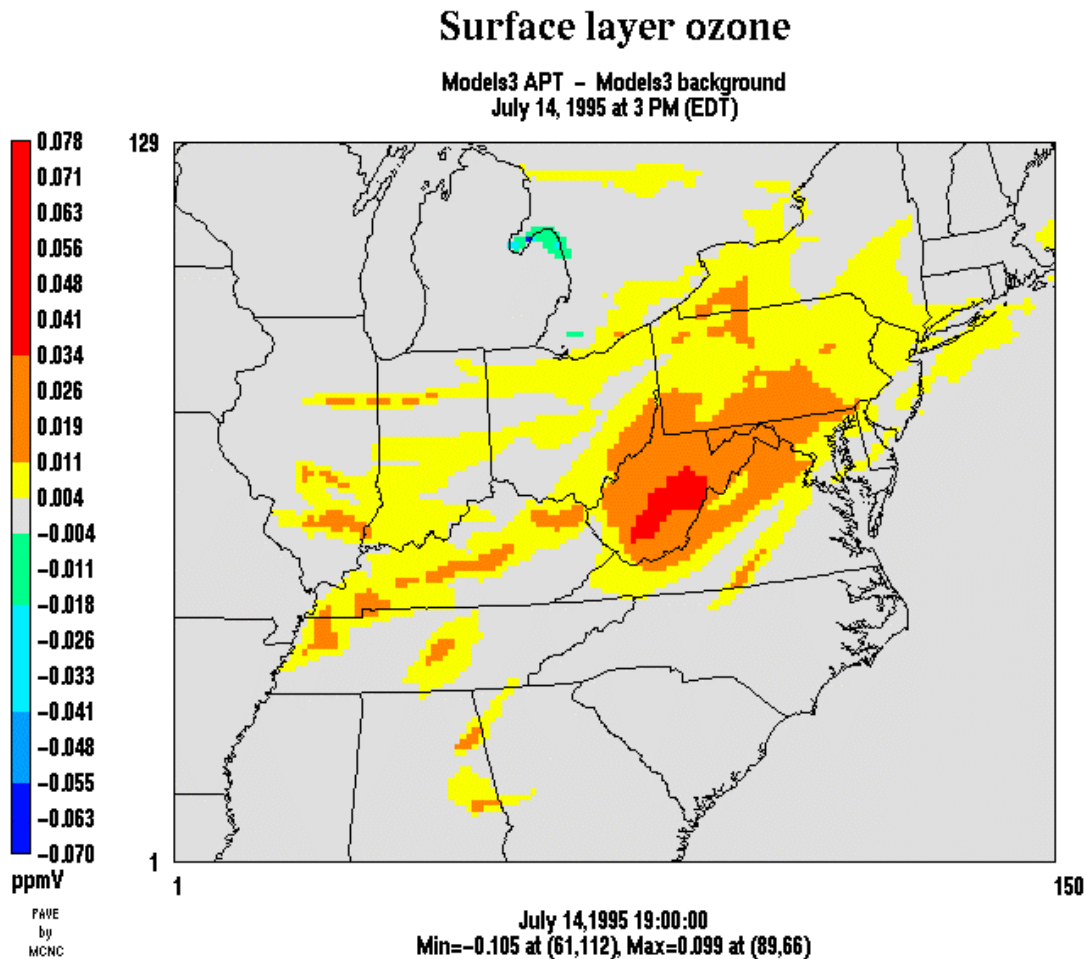 Surface layer ozone
Models3 APT − Models3 background
July 14, 1995 at 3 PM (EDT)
0.078
0.071
0.063
0.056
0.048
0.041
0.034
0.026
0.019
0.011
0.004
−0.004
−0.011
−0.018
−0.026
−0.033
−0.041
−0.048
−0.055
−0.063
−0.070
ppmV
PAVE
by
MCNC
129
1
1
150
July 14,1995 19:00:00
Min=−0.105 at (61,112), Max=0.099 at (89,66)